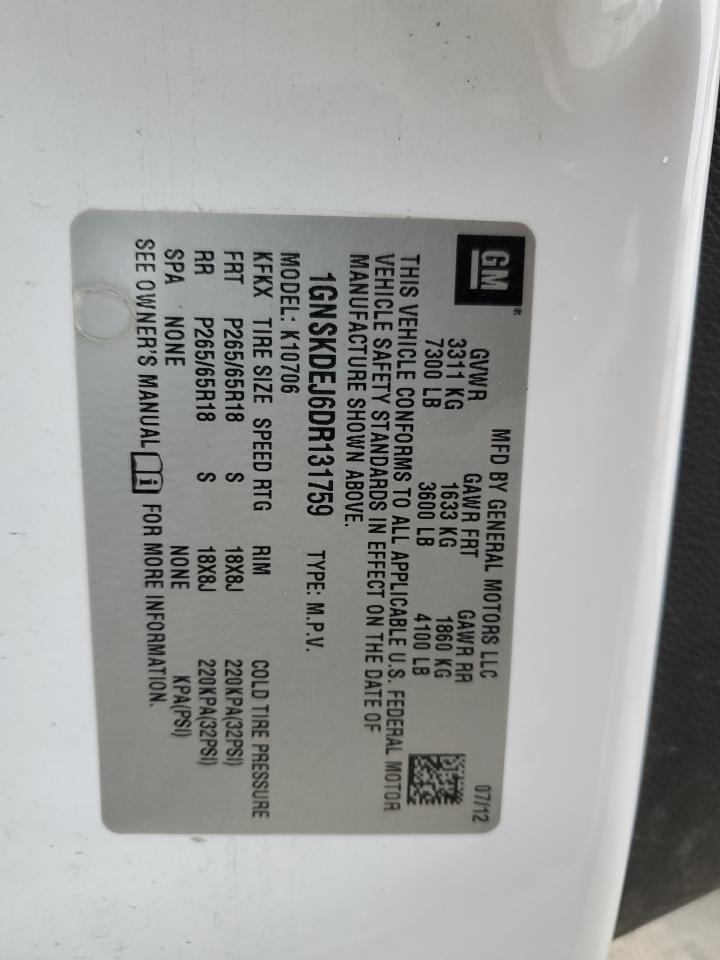 GM®
MFD BY GENERAL MOTORS LLC 07/12
GVWR GAWR FRT GAWR RR
3311 KG 1633 KG 1860 KG
7300 LB 3600 LB 4100 LB
THIS VEHICLE CONFORMS TO ALL APPLICABLE U.S. FEDERAL MOTOR
VEHICLE SAFETY STANDARDS IN EFFECT ON THE DATE OF
MANUFACTURE SHOWN ABOVE.
1GNSKDEJ6DR131759 TYPE: M.P.V.
MODEL: K10706
KFKX TIRE SIZE SPEED RTG RIM COLD TIRE PRESSURE
FRT P265/65R18 S 18X8J 220KPA(32PSI)
RR P265/65R18 S 18X8J 220KPA(32PSI)
SPA NONE NONE KPA(PSI)
SEE OWNER'S MANUAL i FOR MORE INFORMATION.